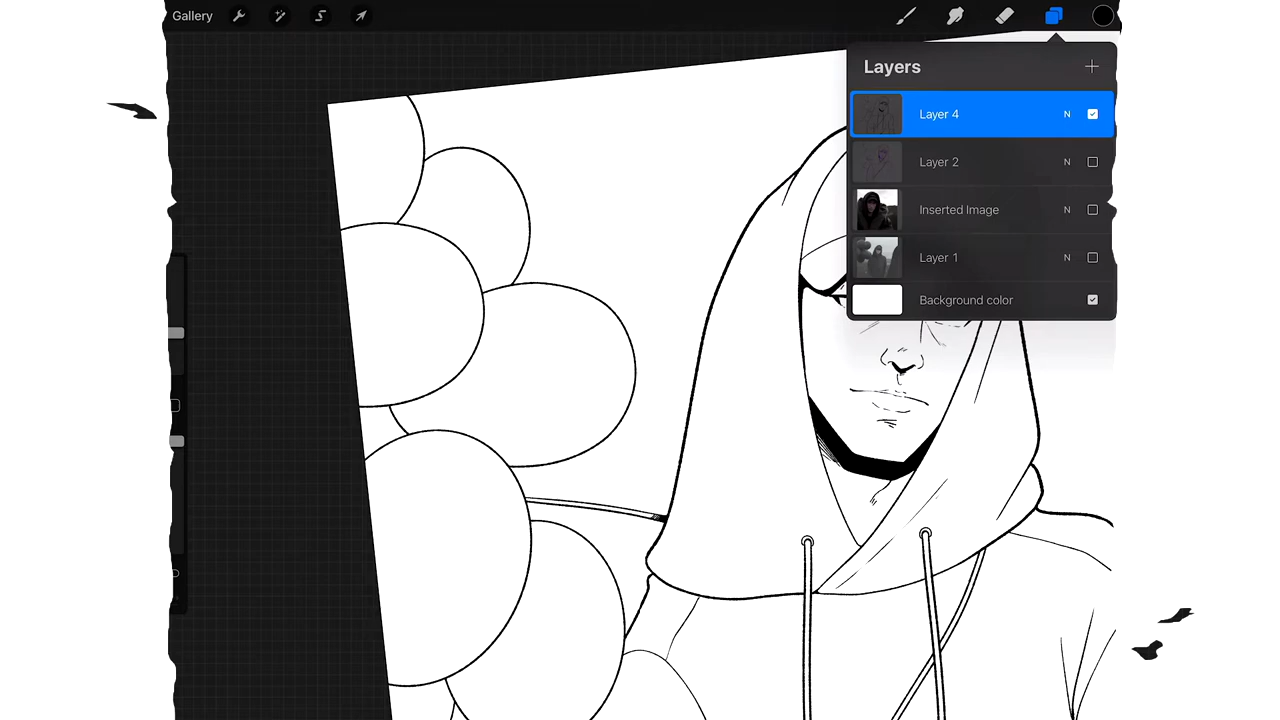 Gallery
Layers
Layer 4 N
Layer 2 N
Inserted Image N
Layer 1 N
Background color